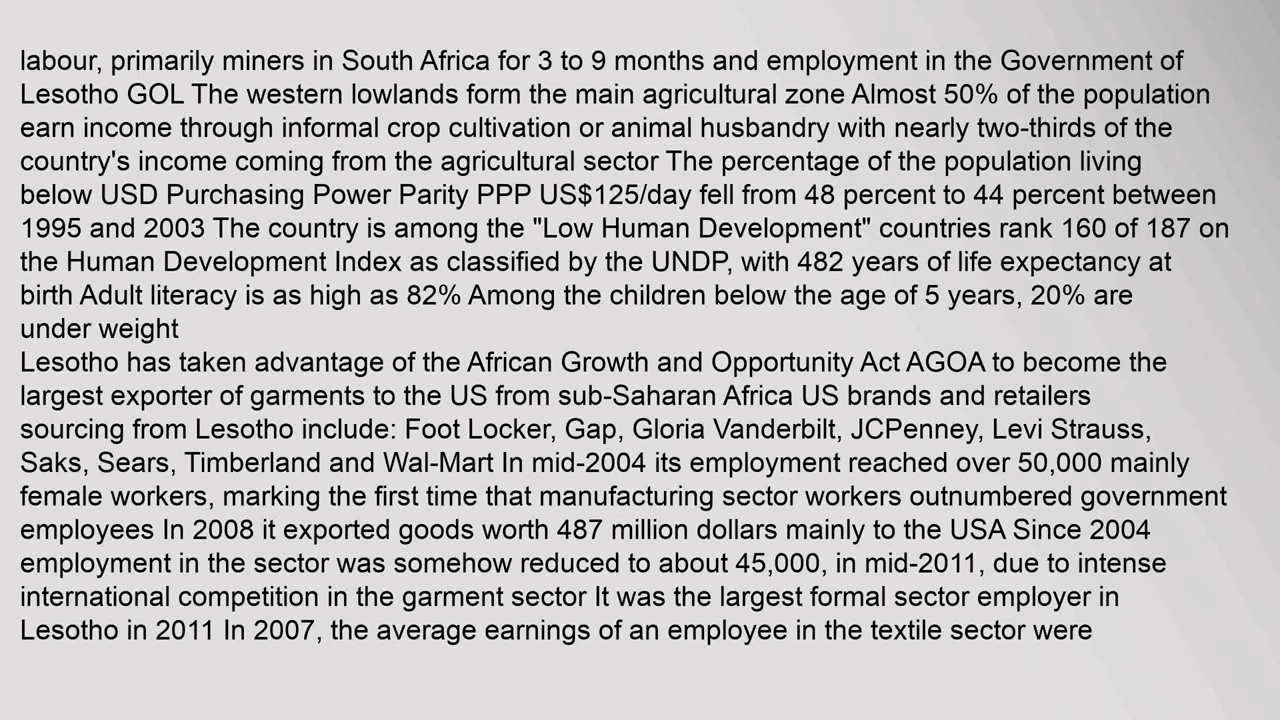 labour, primarily miners in South Africa for 3 to 9 months and employment in the Government of
Lesotho GOL The western lowlands form the main agricultural zone Almost 50% of the population
earn income through informal crop cultivation or animal husbandry with nearly two-thirds of the
country's income coming from the agricultural sector The percentage of the population living
below USD Purchasing Power Parity PPP US$125/day fell from 48 percent to 44 percent between
1995 and 2003 The country is among the "Low Human Development" countries rank 160 of 187 on
the Human Development Index as classified by the UNDP, with 482 years of life expectancy at
birth Adult literacy is as high as 82% Among the children below the age of 5 years, 20% are
under weight
Lesotho has taken advantage of the African Growth and Opportunity Act AGOA to become the
largest exporter of garments to the US from sub-Saharan Africa US brands and retailers
sourcing from Lesotho include: Foot Locker, Gap, Gloria Vanderbilt, JCPenney, Levi Strauss,
Saks, Sears, Timberland and Wal-Mart In mid-2004 its employment reached over 50,000 mainly
female workers, marking the first time that manufacturing sector workers outnumbered government
employees In 2008 it exported goods worth 487 million dollars mainly to the USA Since 2004
employment in the sector was somehow reduced to about 45,000, in mid-2011, due to intense
international competition in the garment sector It was the largest formal sector employer in
Lesotho in 2011 In 2007, the average earnings of an employee in the textile sector were